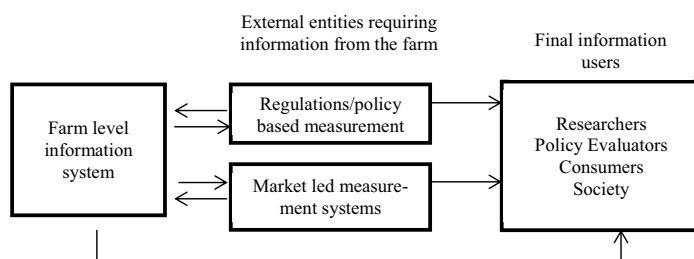 External entities requiring
information from the farm
Final information
users
Farm level
information
system
Regulations/policy
based measurement
Market led measure-
ment systems
Researchers
Policy Evaluators
Consumers
Society